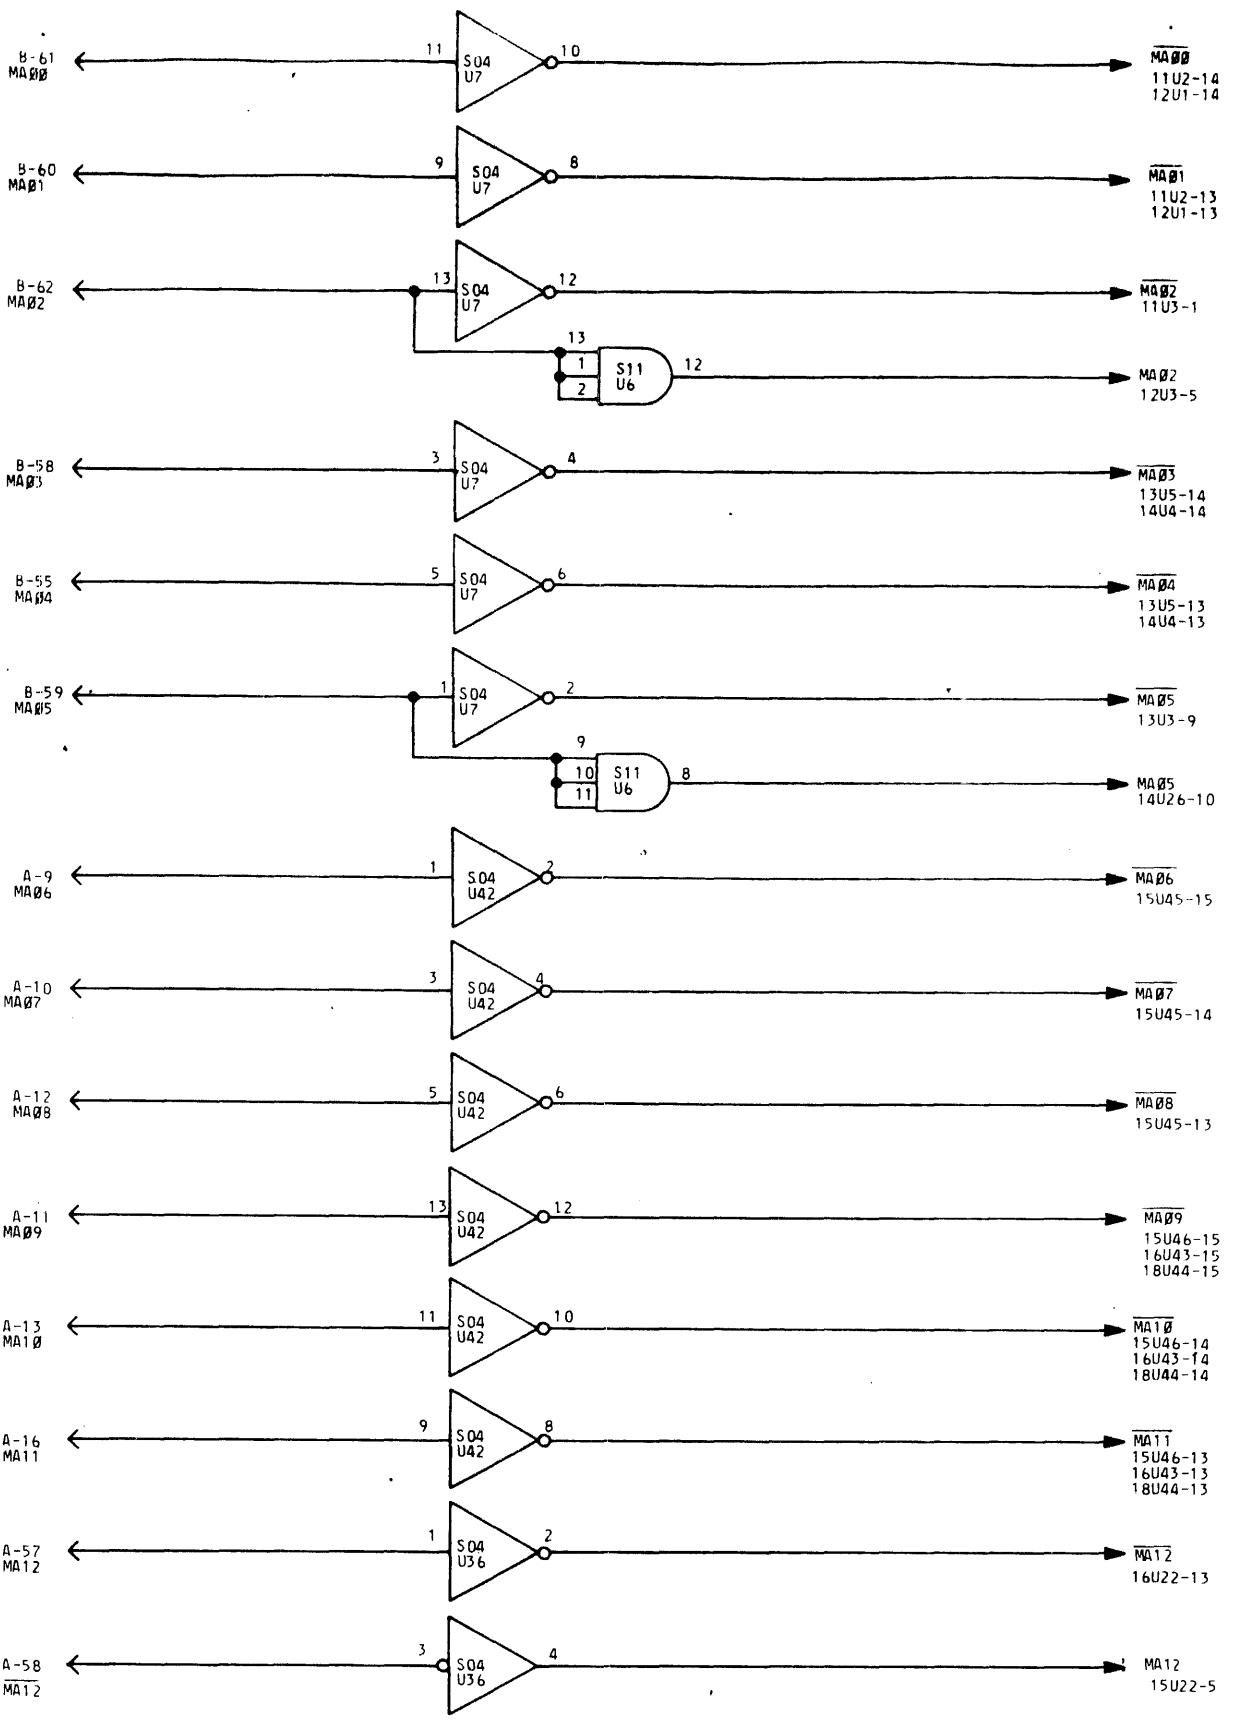 B-61
MAØØ
11
S04
U7
10
MAØØ
11U2-14
12U1-14
B-60
MAØ1
9
S04
U7
8
MAØ1
11U2-13
12U1-13
B-62
MAØ2
13
S04
U7
12
MAØ2
11U3-1
13
1
2
S11
U6
12
MAØ2
12U3-5
B-58
MAØ3
3
S04
U7
4
MAØ3
13U5-14
14U4-14
B-55
MAØ4
5
S04
U7
6
MAØ4
13U5-13
14U4-13
B-59
MAØ5
1
S04
U7
2
MAØ5
13U3-9
9
10
11
S11
U6
8
MAØ5
14U26-10
A-9
MAØ6
1
S04
U42
2
MAØ6
15U45-15
A-10
MAØ7
3
S04
U42
4
MAØ7
15U45-14
A-12
MAØ8
5
S04
U42
6
MAØ8
15U45-13
A-11
MAØ9
13
S04
U42
12
MAØ9
15U46-15
16U43-15
18U44-15
A-13
MA1Ø
11
S04
U42
10
MA1Ø
15U46-14
16U43-14
18U44-14
A-16
MA11
9
S04
U42
8
MA11
15U46-13
16U43-13
18U44-13
A-57
MA12
1
S04
U36
2
MA12
16U22-13
A-58
MA12
3
S04
U36
4
MA12
15U22-5